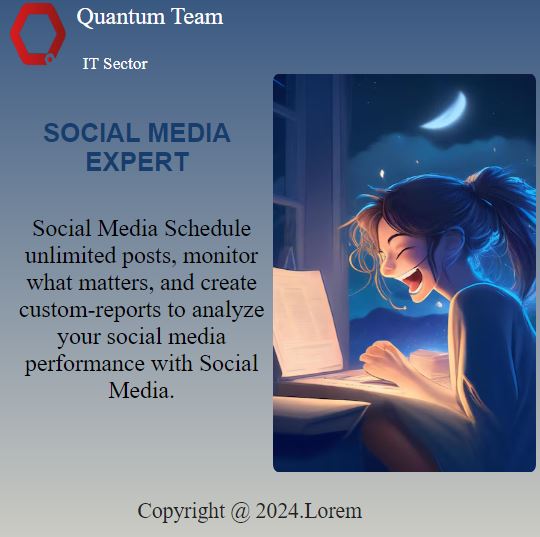 Quantum Team
IT Sector
SOCIAL MEDIA
EXPERT
Social Media Schedule
unlimited posts, monitor
what matters, and create
custom-reports to analyze
your social media
performance with Social
Media.
Copyright @ 2024.Lorem